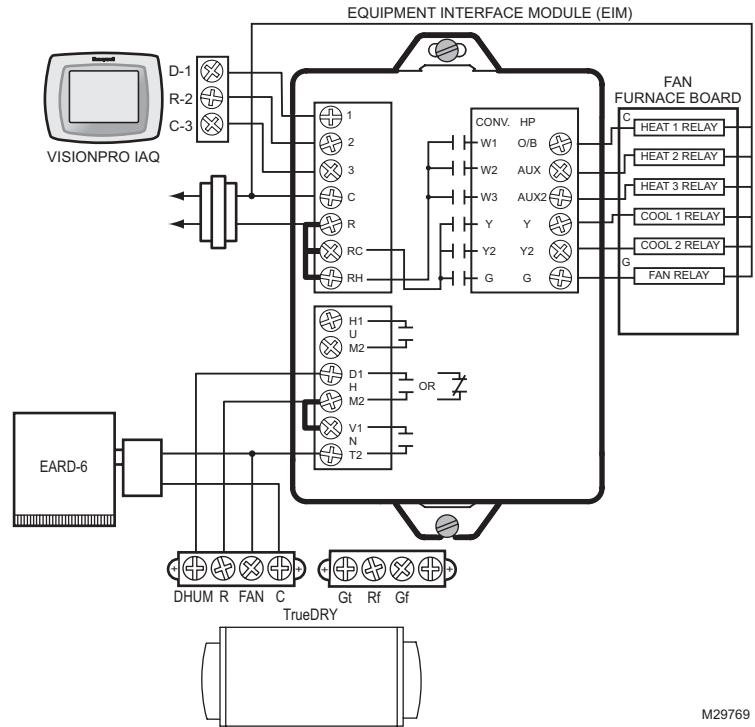 EQUIPMENT INTERFACE MODULE (EIM)
Honeywell
VISIONPRO IAQ
D-1
R-2
C-3
1
2
3
C
R
RC
RH
CONV. HP
W1 O/B
W2 AUX
W3 AUX2
Y Y
Y2 Y2
G G
FAN
FURNACE BOARD
C
HEAT 1 RELAY
HEAT 2 RELAY
HEAT 3 RELAY
COOL 1 RELAY
COOL 2 RELAY
G
FAN RELAY
H1
U
M2
D1
H
M2
OR
V1
N
T2
EARD-6
DHUM R FAN C
Gt Rf Gf
TrueDRY
M29769